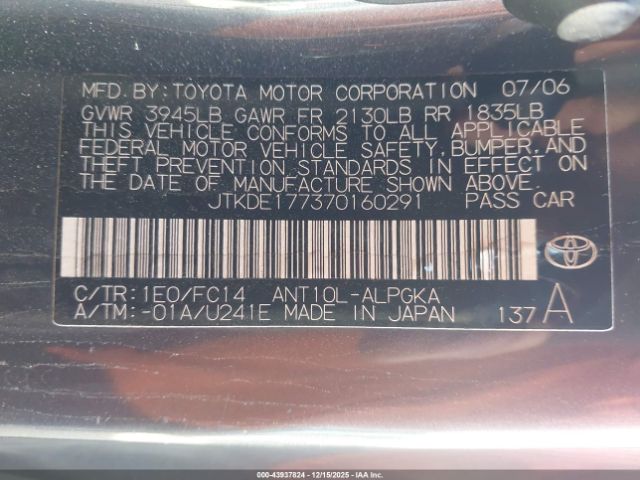 MFD. BY: TOYOTA MOTOR CORPORATION 07/06
GVWR 3945LB GAWR FR 2130LB RR 1835LB
THIS VEHICLE CONFORMS TO ALL APPLICABLE
FEDERAL MOTOR VEHICLE SAFETY, BUMPER, AND
THEFT PREVENTION STANDARDS IN EFFECT ON
THE DATE OF MANUFACTURE SHOWN ABOVE.
JTKDE177370160291 PASS CAR
C/TR: 1E0/FC14 ANT10L-ALPGKA
A/TM: -01A/U241E MADE IN JAPAN 137 A
000-43937824 - 12/15/2025 - IAA Inc.